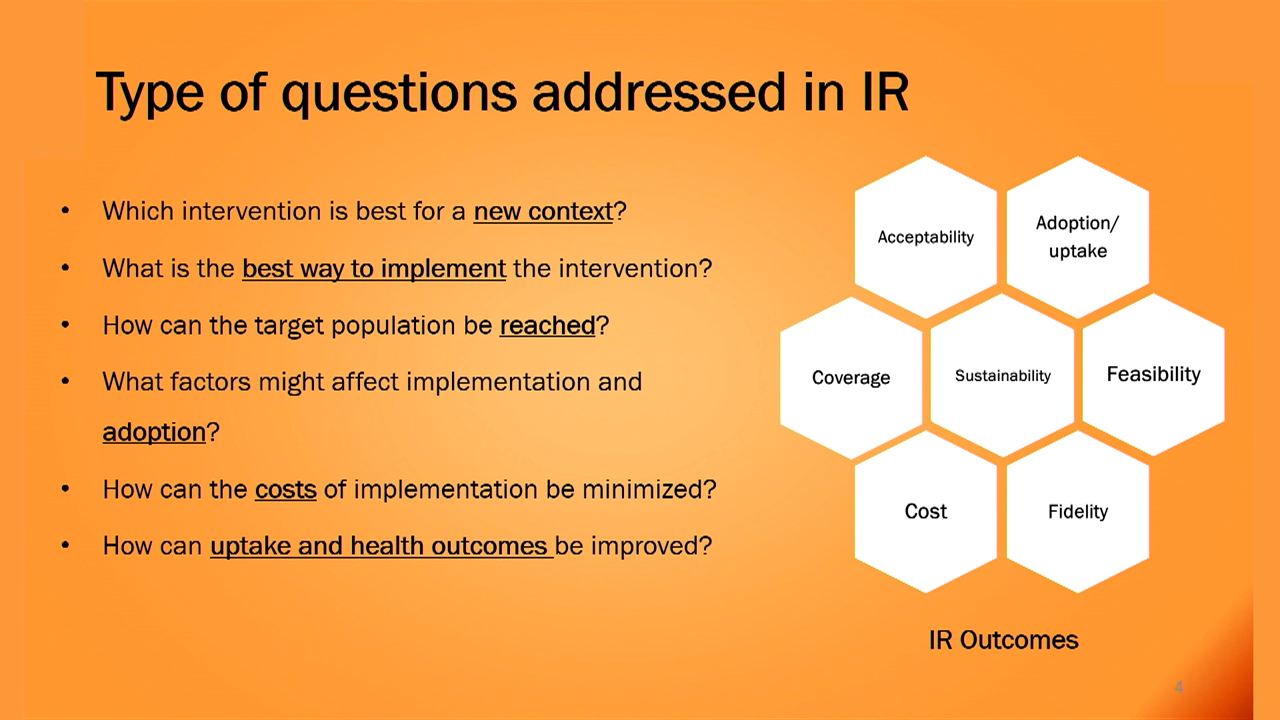 Type of questions addressed in IR
• Which intervention is best for a new context?
• What is the best way to implement the intervention?
• How can the target population be reached?
• What factors might affect implementation and
adoption?
• How can the costs of implementation be minimized?
• How can uptake and health outcomes be improved?
Acceptability
Adoption/
uptake
Coverage
Sustainability
Feasibility
Cost
Fidelity
IR Outcomes
4